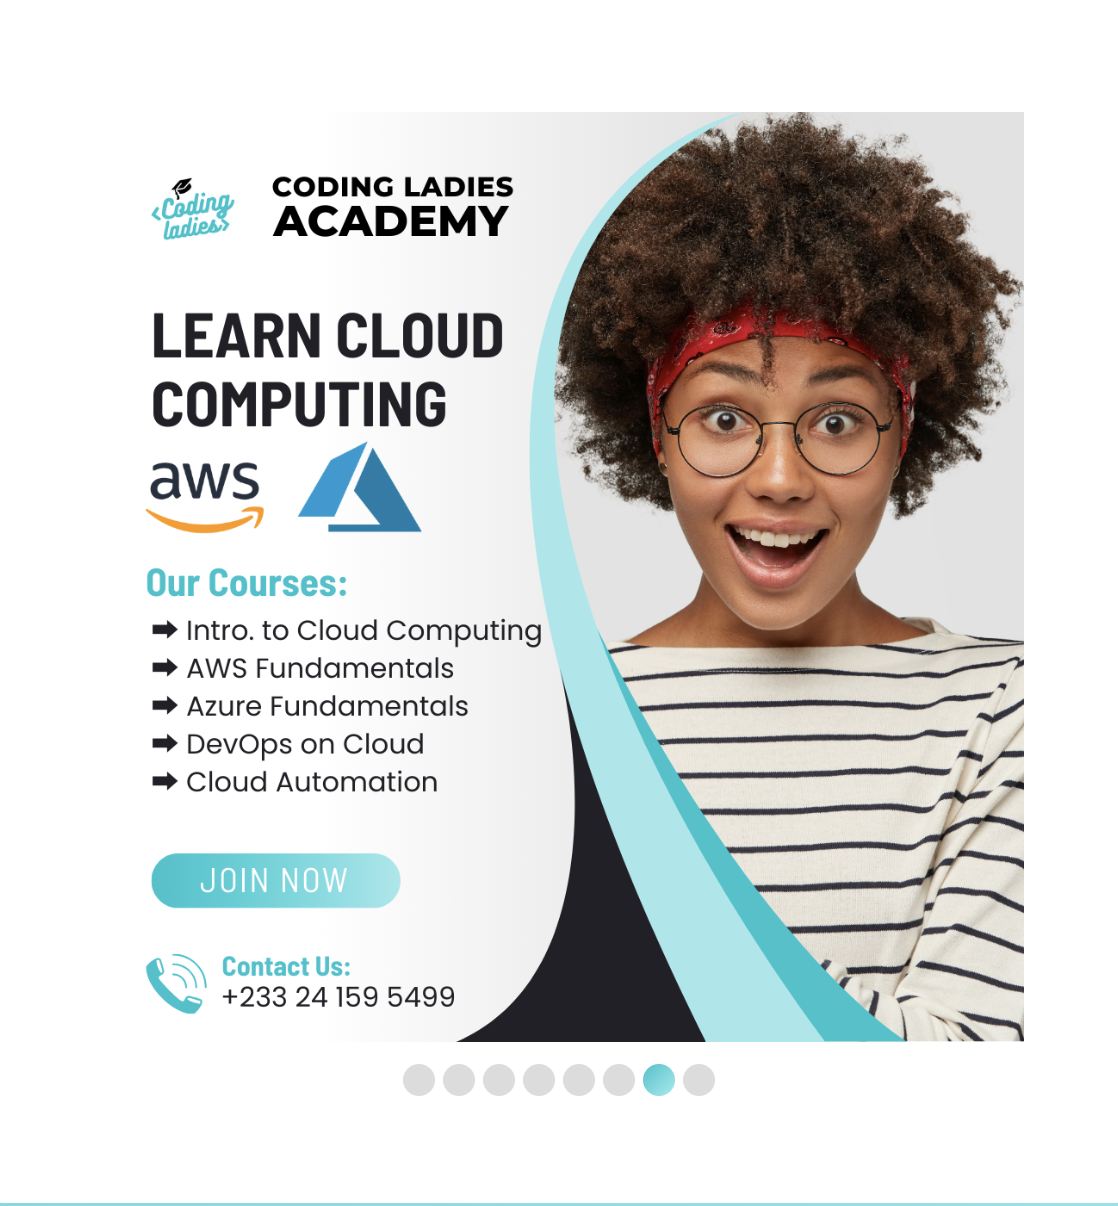 Coding
ladies
CODING LADIES
ACADEMY
LEARN CLOUD
COMPUTING
aws
Our Courses:
Intro. to Cloud Computing
AWS Fundamentals
Azure Fundamentals
DevOps on Cloud
Cloud Automation
JOIN NOW
Contact Us:
+233 24 159 5499